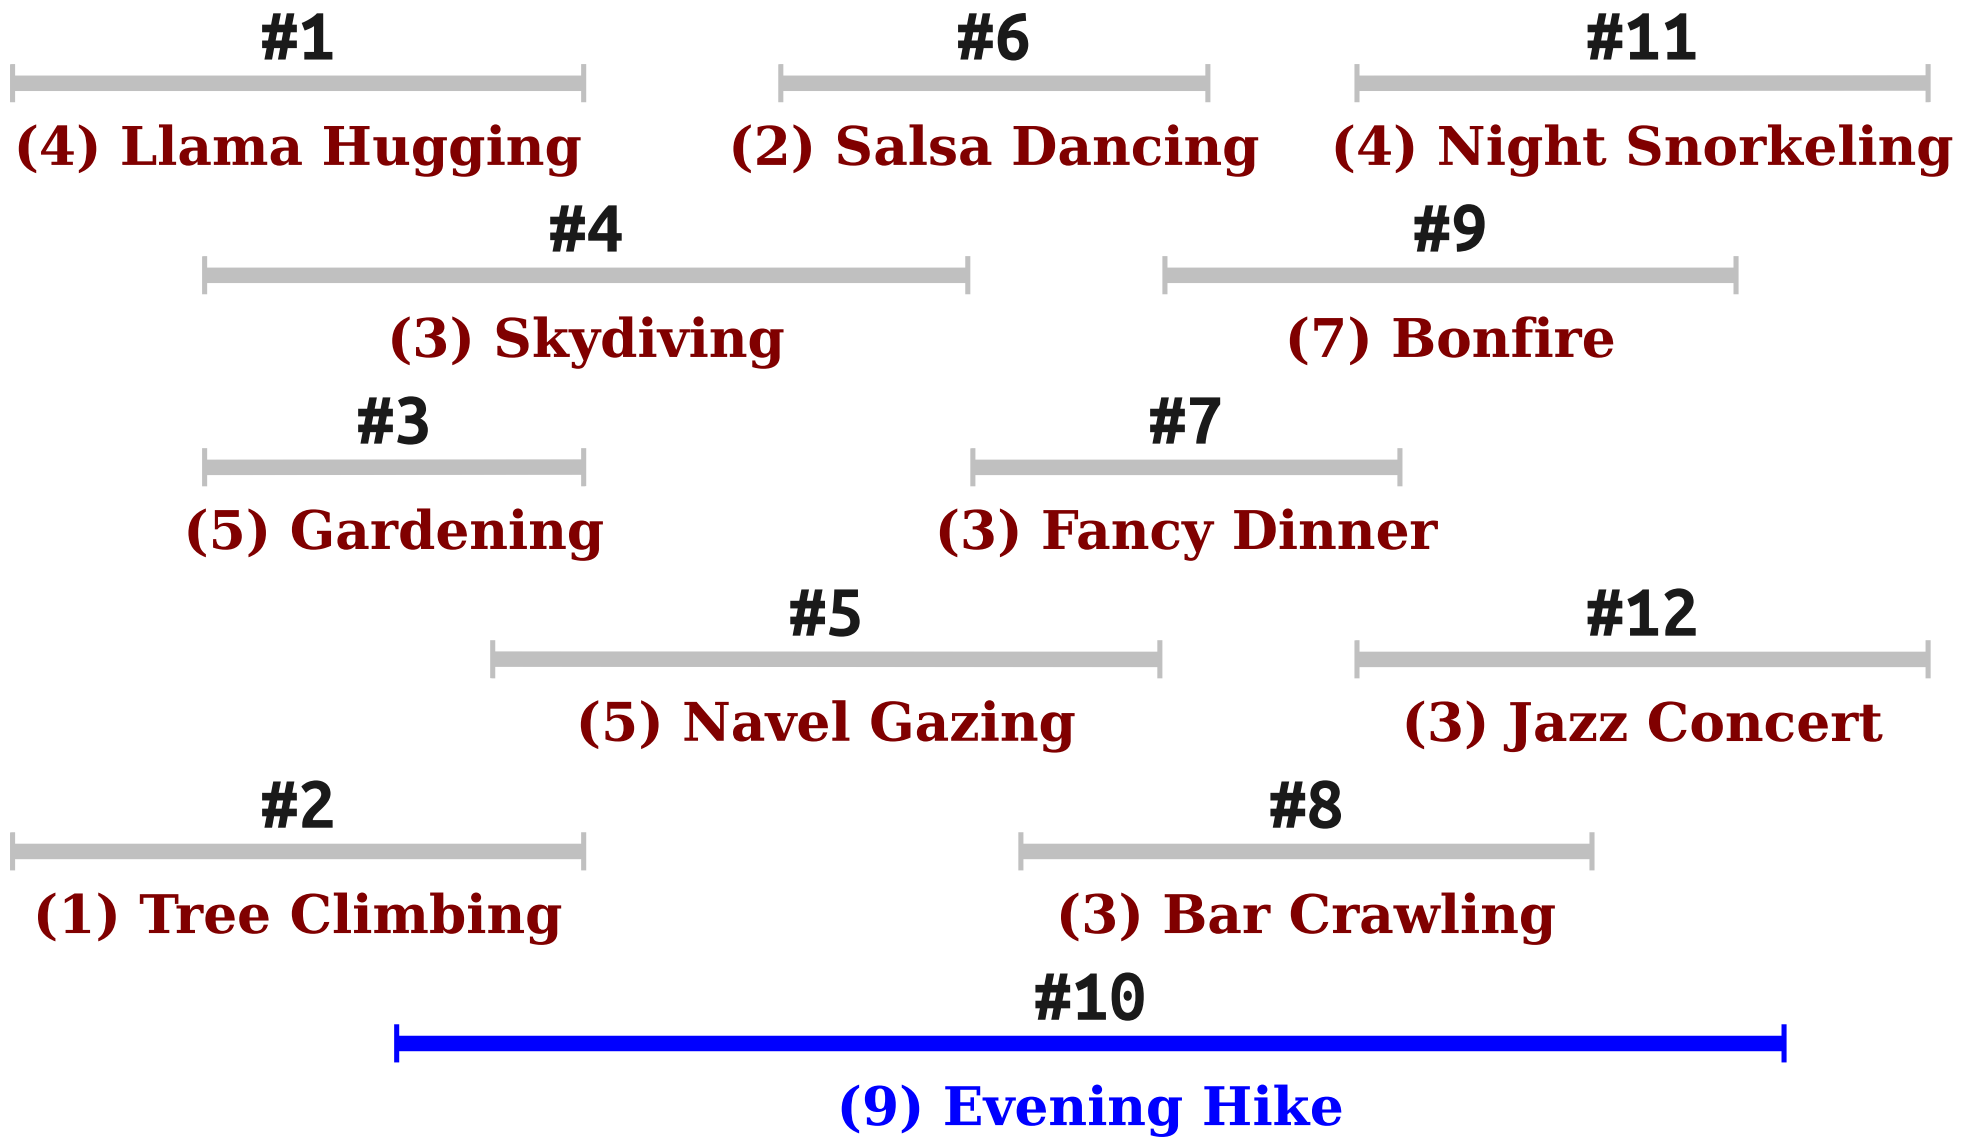 #1 #6 #11
(4) Llama Hugging (2) Salsa Dancing (4) Night Snorkeling
#4 #9
(3) Skydiving (7) Bonfire
#3 #7
(5) Gardening (3) Fancy Dinner
#5 #12
(5) Navel Gazing (3) Jazz Concert
#2 #8
(1) Tree Climbing (3) Bar Crawling
#10
(9) Evening Hike